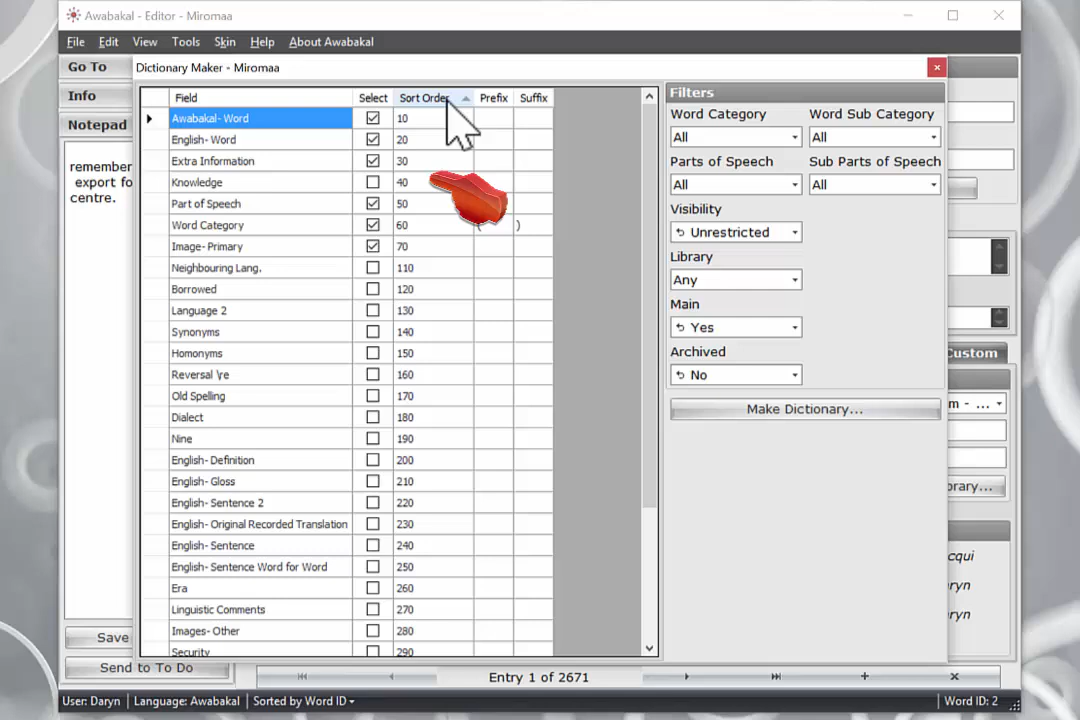 Awabakal - Editor - Miromaa
File Edit View Tools Skin Help About Awabakal
Go To
Info
Notepad
remember
export fo
centre.
Save
Send to To Do
Dictionary Maker - Miromaa
Field Select Sort Order Prefix Suffix
Awabakal- Word 10
English- Word 20
Extra Information 30
Knowledge 40
Part of Speech 50
Word Category 60 ( )
Image- Primary 70
Neighbouring Lang. 110
Borrowed 120
Language 2 130
Synonyms 140
Homonyms 150
Reversal \re 160
Old Spelling 170
Dialect 180
Nine 190
English- Definition 200
English- Gloss 210
English- Sentence 2 220
English- Original Recorded Translation 230
English- Sentence 240
English- Sentence Word for Word 250
Era 260
Linguistic Comments 270
Images- Other 280
Security 290
Filters
Word Category Word Sub Category
All All
Parts of Speech Sub Parts of Speech
All All
Visibility
Unrestricted
Library
Any
Main
Yes
Archived
No
Make Dictionary...
Custom
m - ...
brary...
cqui
ryn
ryn
Entry 1 of 2671
User: Daryn Language: Awabakal Sorted by Word ID Word ID: 2